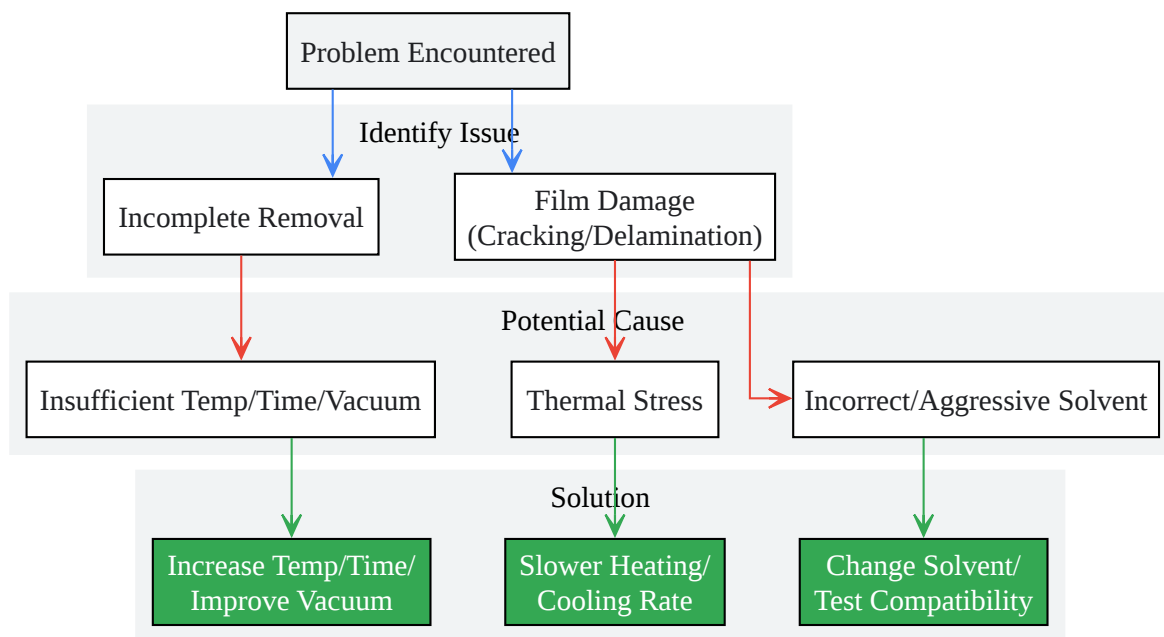 Problem Encountered
Identify Issue
Incomplete Removal
Film Damage
(Cracking/Delamination)
Potential Cause
Insufficient Temp/Time/Vacuum
Thermal Stress
Incorrect/Aggressive Solvent
Solution
Increase Temp/Time/
Improve Vacuum
Slower Heating/
Cooling Rate
Change Solvent/
Test Compatibility